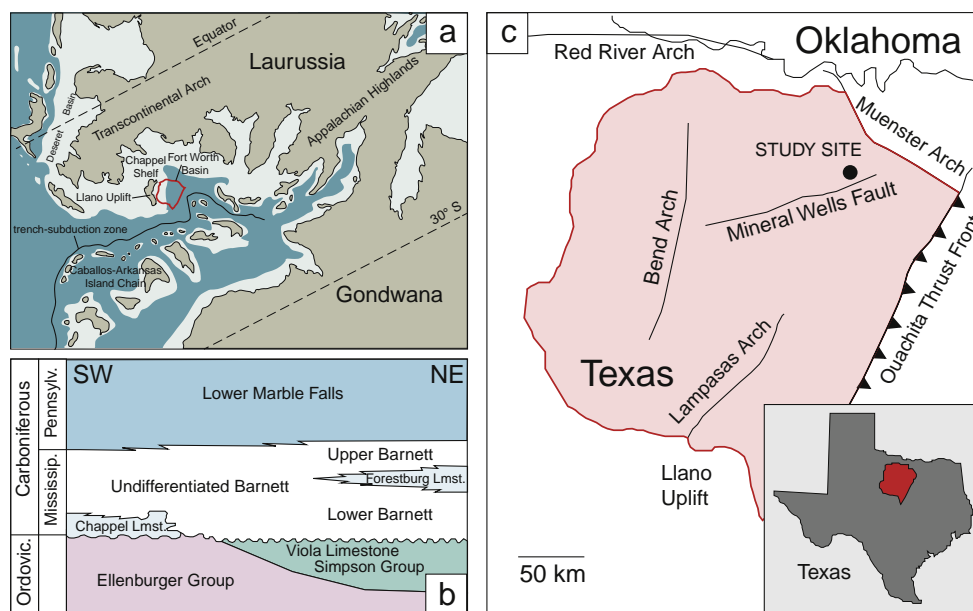 a
Equator
Laurussia
Transcontinental Arch
Appalachian Highlands
Deseret Basin
Chappel
Shelf
Fort Worth
Basin
Llano Uplift
trench-subduction zone
30° S
Caballos-Arkansas
Island Chain
Gondwana
SW
NE
Carboniferous
Pennsylv.
Mississip.
Ordovic.
Lower Marble Falls
Upper Barnett
Forestburg Lmst.
Undifferentiated Barnett
Lower Barnett
Chappel Lmst.
Viola Limestone
Simpson Group
Ellenburger Group
b
c
Red River Arch
Oklahoma
Muenster Arch
STUDY SITE
Mineral Wells Fault
Bend Arch
Ouachita Thrust Front
Texas
Lampasas Arch
Llano
Uplift
50 km
Texas